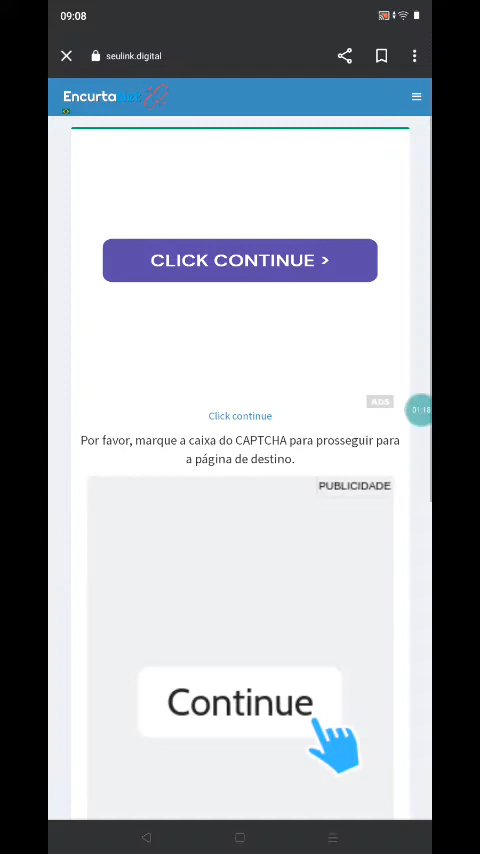 09:08
seulink.digital
Encurtanet
CLICK CONTINUE >
ADS
01:18
Click continue
Por favor, marque a caixa do CAPTCHA para prosseguir para
a página de destino.
PUBLICIDADE
Continue